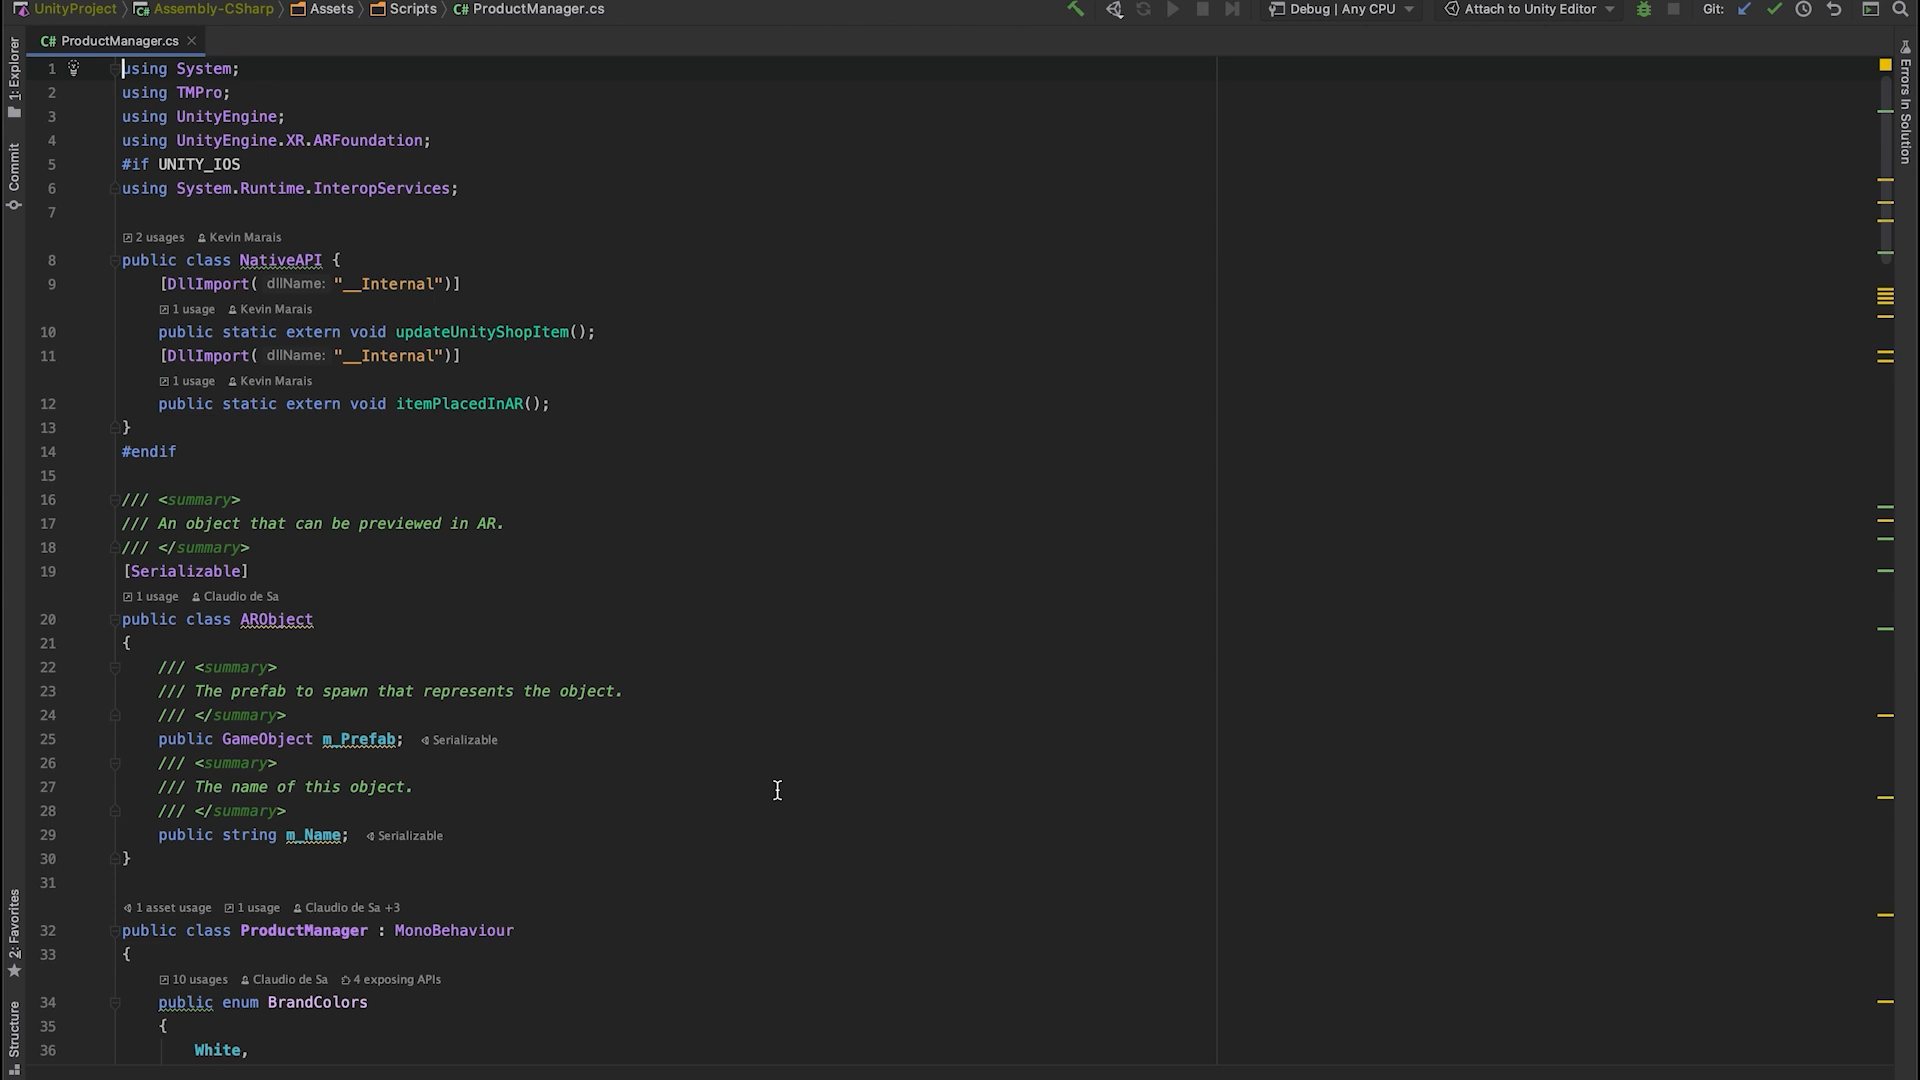 UnityProject Assembly-CSharp Assets Scripts C# ProductManager.cs Debug | Any CPU Attach to Unity Editor Git:
C# ProductManager.cs
1: Explorer
Commit
2: Favorites
Structure
Errors In Solution
1 using System;
2 using TMPro;
3 using UnityEngine;
4 using UnityEngine.XR.ARFoundation;
5 #if UNITY_IOS
6 using System.Runtime.InteropServices;
7
2 usages Kevin Marais
8 public class NativeAPI {
9 [DllImport( dllName: "__Internal")]
1 usage Kevin Marais
10 public static extern void updateUnityShopItem();
11 [DllImport( dllName: "__Internal")]
1 usage Kevin Marais
12 public static extern void itemPlacedInAR();
13 }
14 #endif
15
16 /// <summary>
17 /// An object that can be previewed in AR.
18 /// </summary>
19 [Serializable]
1 usage Claudio de Sa
20 public class ARObject
21 {
22 /// <summary>
23 /// The prefab to spawn that represents the object.
24 /// </summary>
25 public GameObject m_Prefab; Serializable
26 /// <summary>
27 /// The name of this object.
28 /// </summary>
29 public string m_Name; Serializable
30 }
31
1 asset usage 1 usage Claudio de Sa +3
32 public class ProductManager : MonoBehaviour
33 {
10 usages Claudio de Sa 4 exposing APIs
34 public enum BrandColors
35 {
36 White,